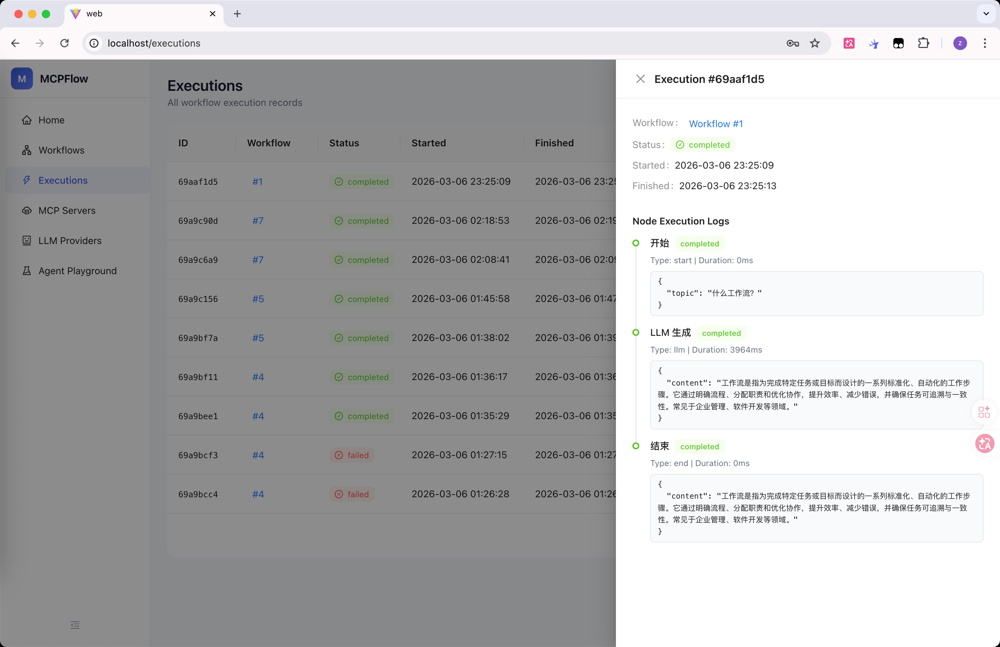 web
localhost/executions
z
M
MCPFlow
Home
Workflows
Executions
MCP Servers
LLM Providers
Agent Playground
Executions
All workflow execution records
ID Workflow Status Started Finished
69aaf1d5 #1 completed 2026-03-06 23:25:09 2026-03-06 23:25
69a9c90d #7 completed 2026-03-06 02:18:53 2026-03-06 02:19
69a9c6a9 #7 completed 2026-03-06 02:08:41 2026-03-06 02:09
69a9c156 #5 completed 2026-03-06 01:45:58 2026-03-06 01:47
69a9bf7a #5 completed 2026-03-06 01:38:02 2026-03-06 01:39
69a9bf11 #4 completed 2026-03-06 01:36:17 2026-03-06 01:36
69a9bee1 #4 completed 2026-03-06 01:35:29 2026-03-06 01:35
69a9bcf3 #4 failed 2026-03-06 01:27:15 2026-03-06 01:27
69a9bcc4 #4 failed 2026-03-06 01:26:28 2026-03-06 01:26
Execution #69aaf1d5
Workflow: Workflow #1
Status: completed
Started: 2026-03-06 23:25:09
Finished: 2026-03-06 23:25:13
Node Execution Logs
开始 completed
Type: start | Duration: 0ms
{
"topic": "什么工作流？"
}
LLM 生成 completed
Type: llm | Duration: 3964ms
{
"content": "工作流是指为完成特定任务或目标而设计的一系列标准化、自动化的工作步
骤。它通过明确流程、分配职责和优化协作，提升效率、减少错误，并确保任务可追溯与一致
性。常见于企业管理、软件开发等领域。"
}
结束 completed
Type: end | Duration: 0ms
{
"content": "工作流是指为完成特定任务或目标而设计的一系列标准化、自动化的工作步
骤。它通过明确流程、分配职责和优化协作，提升效率、减少错误，并确保任务可追溯与一致
性。常见于企业管理、软件开发等领域。"
}